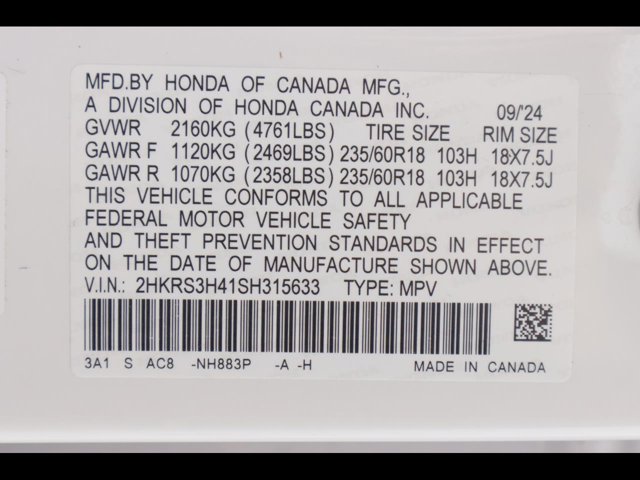 MFD.BY HONDA OF CANADA MFG.,
A DIVISION OF HONDA CANADA INC. 09/'24
GVWR 2160KG (4761LBS) TIRE SIZE RIM SIZE
GAWR F 1120KG (2469LBS) 235/60R18 103H 18X7.5J
GAWR R 1070KG (2358LBS) 235/60R18 103H 18X7.5J
THIS VEHICLE CONFORMS TO ALL APPLICABLE
FEDERAL MOTOR VEHICLE SAFETY
AND THEFT PREVENTION STANDARDS IN EFFECT
ON THE DATE OF MANUFACTURE SHOWN ABOVE.
V.I.N.: 2HKRS3H41SH315633 TYPE: MPV
3A1 S AC8 -NH883P -A -H MADE IN CANADA